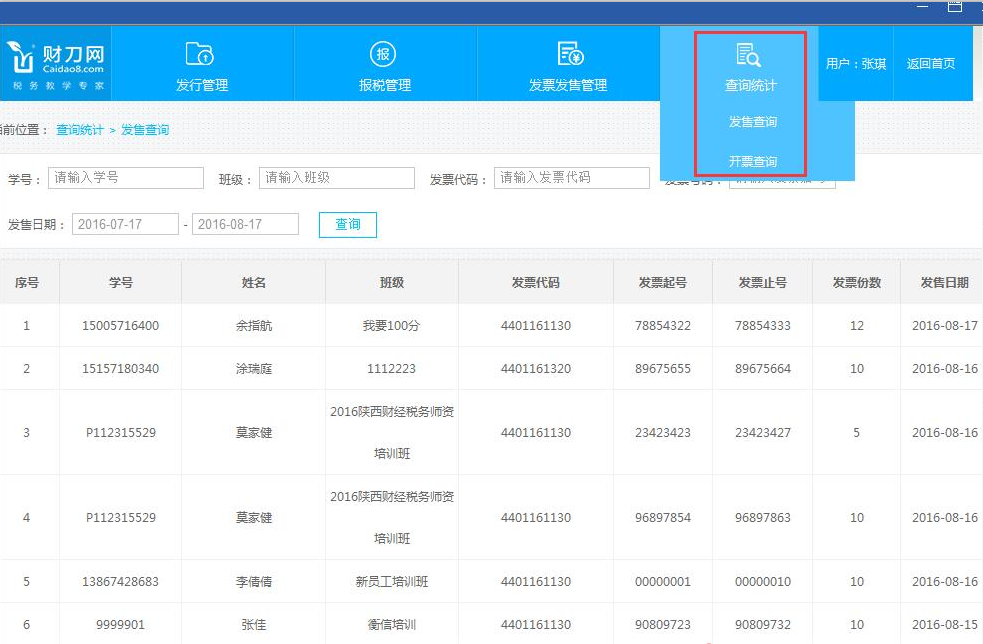 财刀网
Caidao8.com
税务教学专家
发行管理
报
报税管理
发票发售管理
查询统计
用户：张琪
返回首页
发售查询
开票查询
前位置： 查询统计 > 发售查询
学号： 请输入学号 班级： 请输入班级 发票代码： 请输入发票代码
发售日期： 2016-07-17 - 2016-08-17 查询
序号 学号 姓名 班级 发票代码 发票起号 发票止号 发票份数 发售日期
1 15005716400 余指航 我要100分 4401161130 78854322 78854333 12 2016-08-17
2 15157180340 涂瑞庭 1112223 4401161320 89675655 89675664 10 2016-08-16
3 P112315529 莫家健 2016陕西财经税务师资培训班 4401161130 23423423 23423427 5 2016-08-16
4 P112315529 莫家健 2016陕西财经税务师资培训班 4401161130 96897854 96897863 10 2016-08-16
5 13867428683 李倩倩 新员工培训班 4401161130 00000001 00000010 10 2016-08-16
6 9999901 张佳 衡信培训 4401161130 90809723 90809732 10 2016-08-15